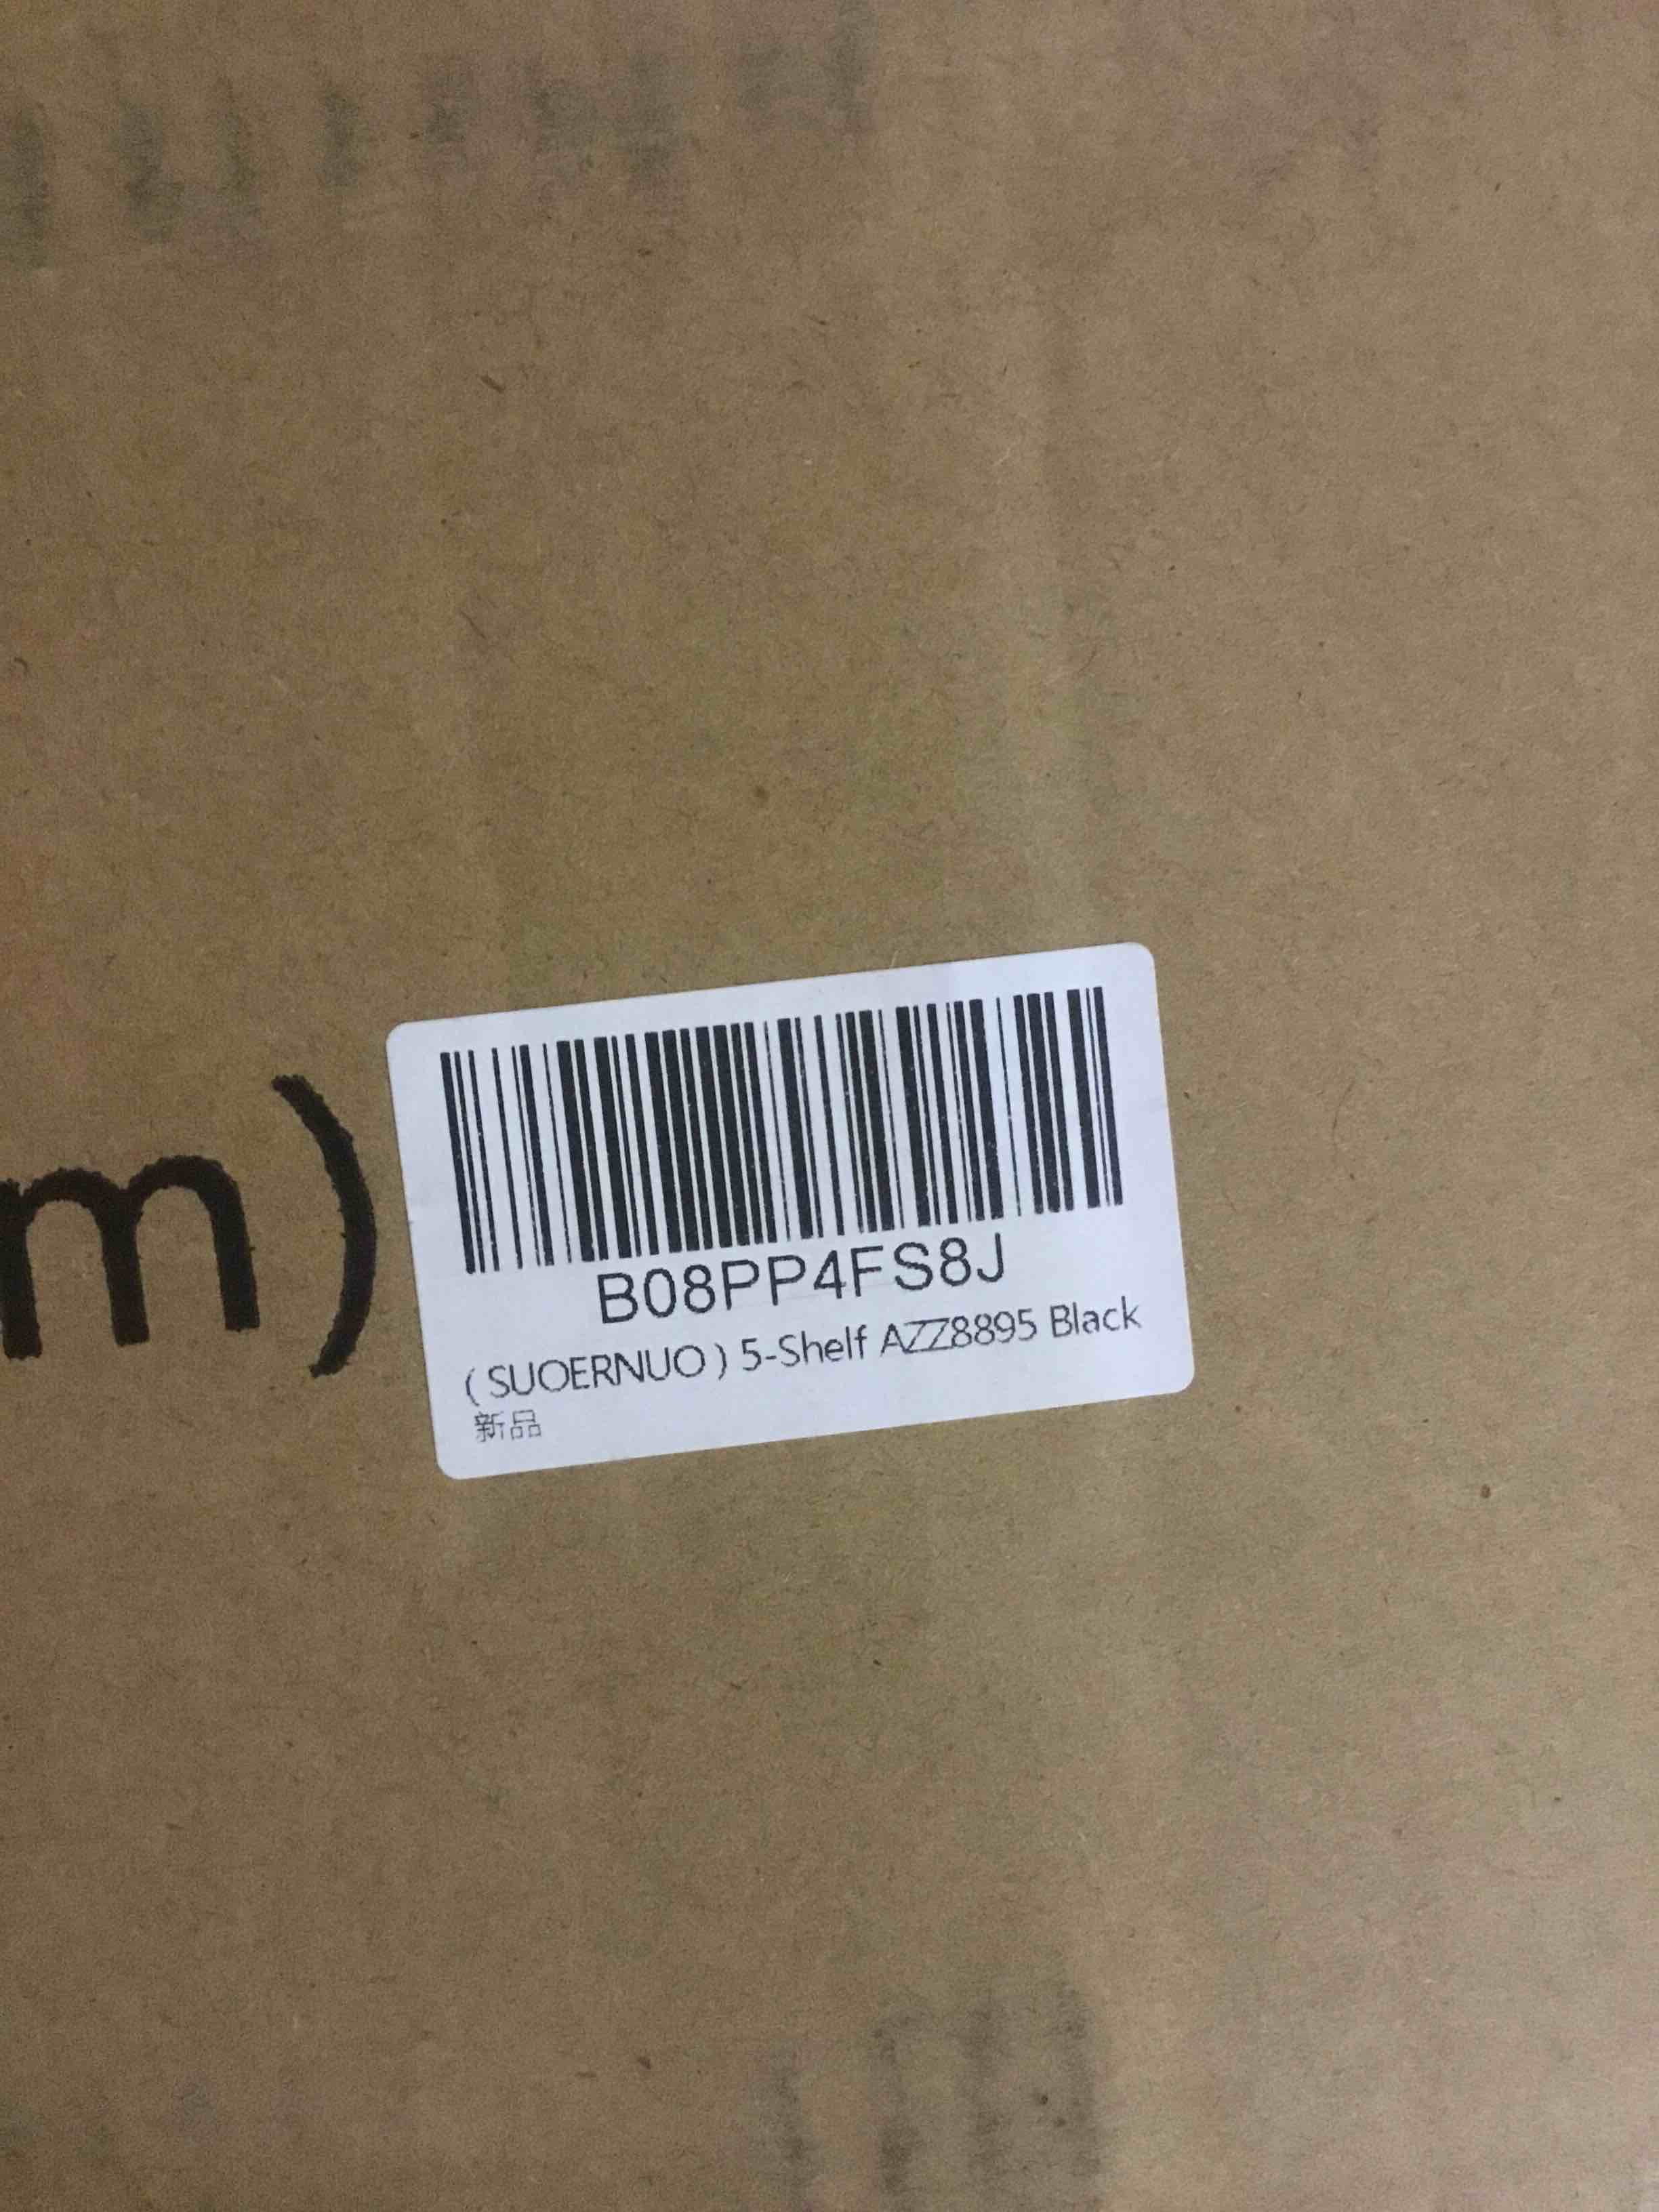 m)
B08PP4FS8J
( SUOERNUO ) 5-Shelf AZZ8895 Black
新品